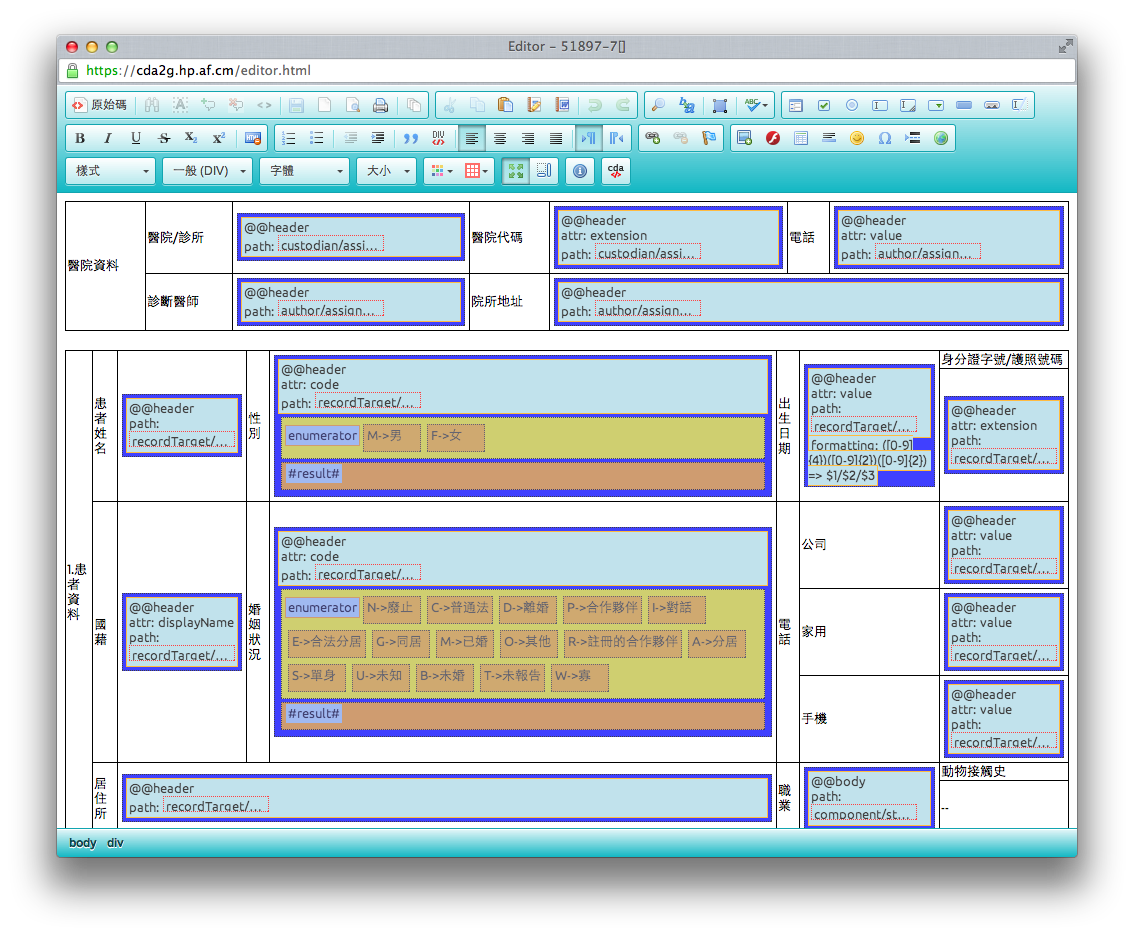 Editor – 51897-7[]
https://cda2g.hp.af.cm/editor.html
原始碼
B I U S X₂ X²
樣式 一般 (DIV) 字體 大小 cda
醫院資料
醫院/診所
@@header
path: custodian/assi...
醫院代碼
@@header
attr: extension
path: custodian/assi...
電話
@@header
attr: value
path: author/assign...
診斷醫師
@@header
path: author/assign...
院所地址
@@header
path: author/assign...
1.患者資料
患者姓名
@@header
path:
recordTarget/...
性別
@@header
attr: code
path: recordTarget/...
enumerator M->男 F->女
#result#
出生日期
@@header
attr: value
path:
recordTarget/...
formatting: ([0-9]
{4})([0-9]{2})([0-9]{2})
=> $1/$2/$3
身分證字號/護照號碼
@@header
attr: extension
path:
recordTarget/...
國籍
@@header
attr: displayName
path:
recordTarget/...
婚姻狀況
@@header
attr: code
path: recordTarget/...
enumerator N->廢止 C->普通法 D->離婚 P->合作夥伴 I->對話
E->合法分居 G->同居 M->已婚 O->其他 R->註冊的合作夥伴 A->分居
S->單身 U->未知 B->未婚 T->未報告 W->寡
#result#
電話
公司
@@header
attr: value
path:
recordTarget/...
家用
@@header
attr: value
path:
recordTarget/...
手機
@@header
attr: value
path:
recordTarget/...
居住所
@@header
path: recordTarget/...
職業
@@body
path:
component/st...
動物接觸史
--
body div